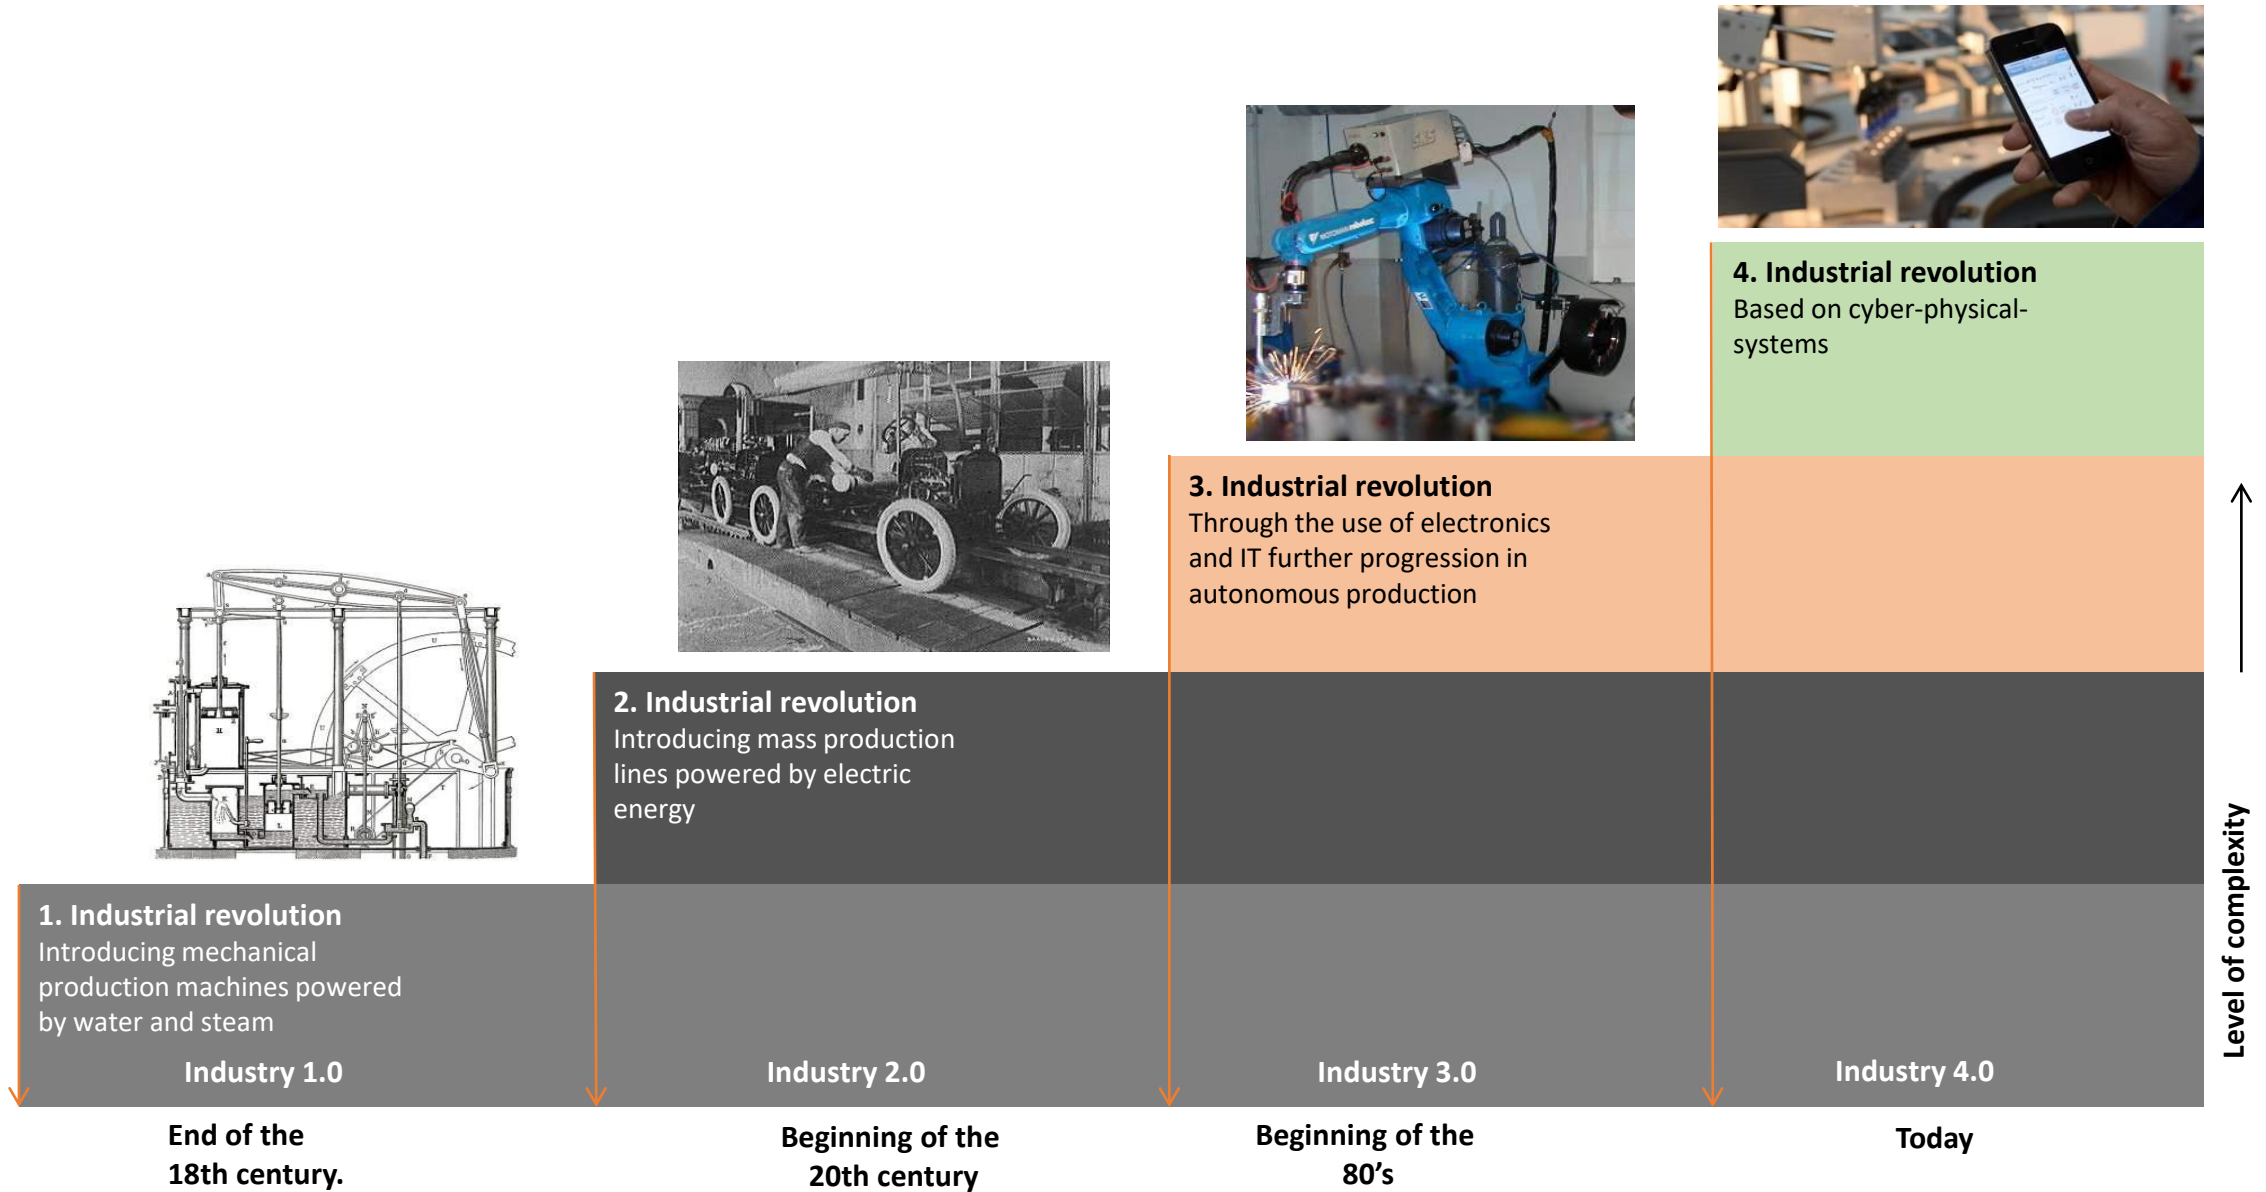 4. Industrial revolution
Based on cyber-physical-
systems
3. Industrial revolution
Through the use of electronics
and IT further progression in
autonomous production
2. Industrial revolution
Introducing mass production
lines powered by electric
energy
1. Industrial revolution
Introducing mechanical
production machines powered
by water and steam
Industry 1.0
Industry 2.0
Industry 3.0
Industry 4.0
End of the
18th century.
Beginning of the
20th century
Beginning of the
80’s
Today
Level of complexity